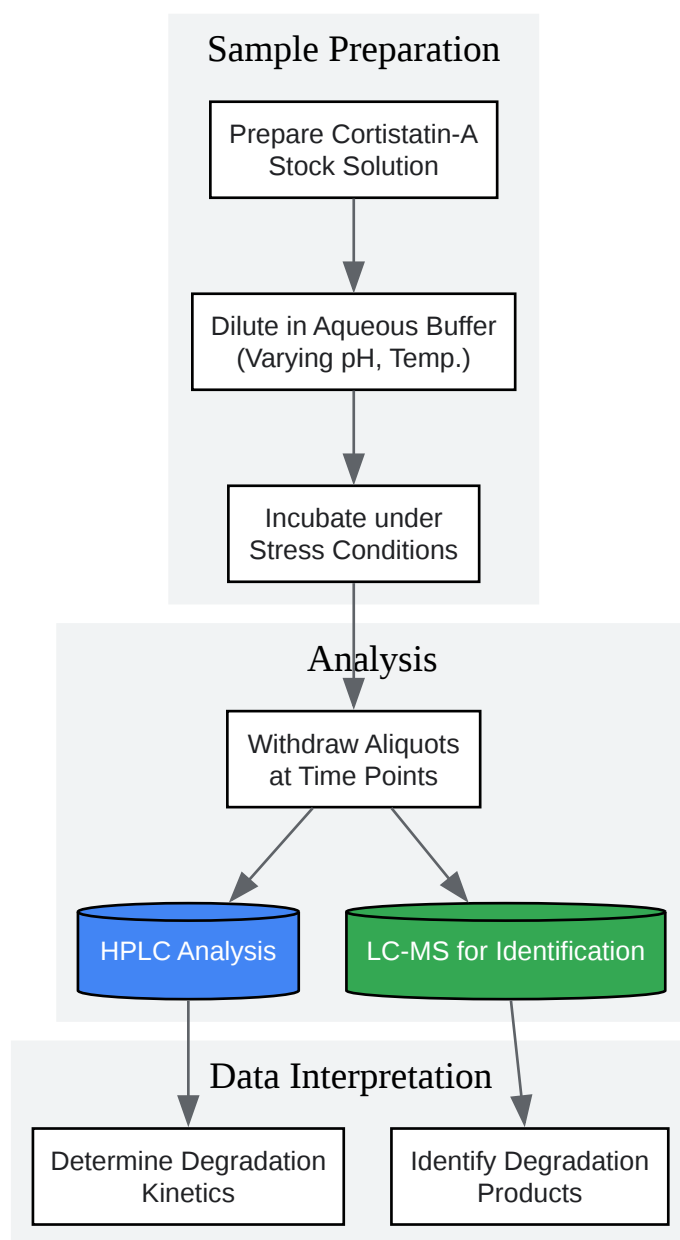 Sample Preparation
Prepare Cortistatin-A
Stock Solution
Dilute in Aqueous Buffer
(Varying pH, Temp.)
Incubate under
Stress Conditions
Analysis
Withdraw Aliquots
at Time Points
HPLC Analysis
LC-MS for Identification
Data Interpretation
Determine Degradation
Kinetics
Identify Degradation
Products